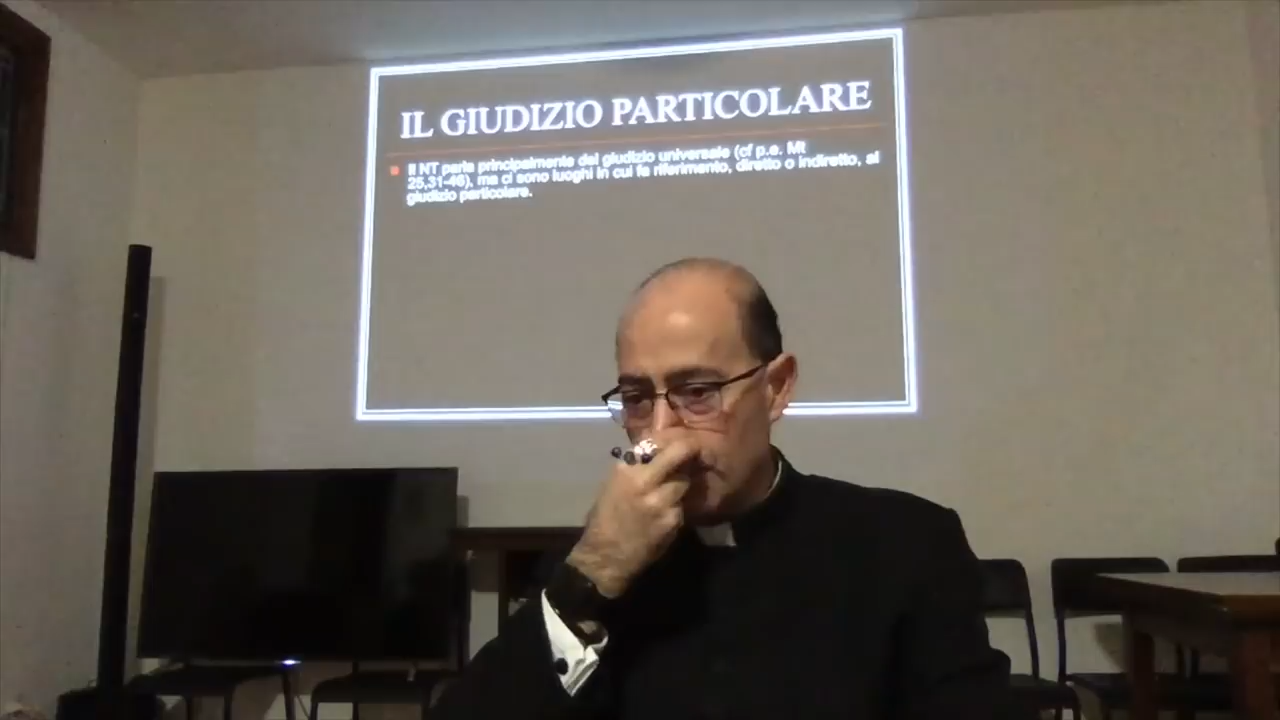 IL GIUDIZIO PARTICOLARE
Il NT parla principalmente del giudizio universale (cf p.e. Mt
25,31-46), ma ci sono luoghi in cui fa riferimento, diretto o indiretto, al
giudizio particolare.